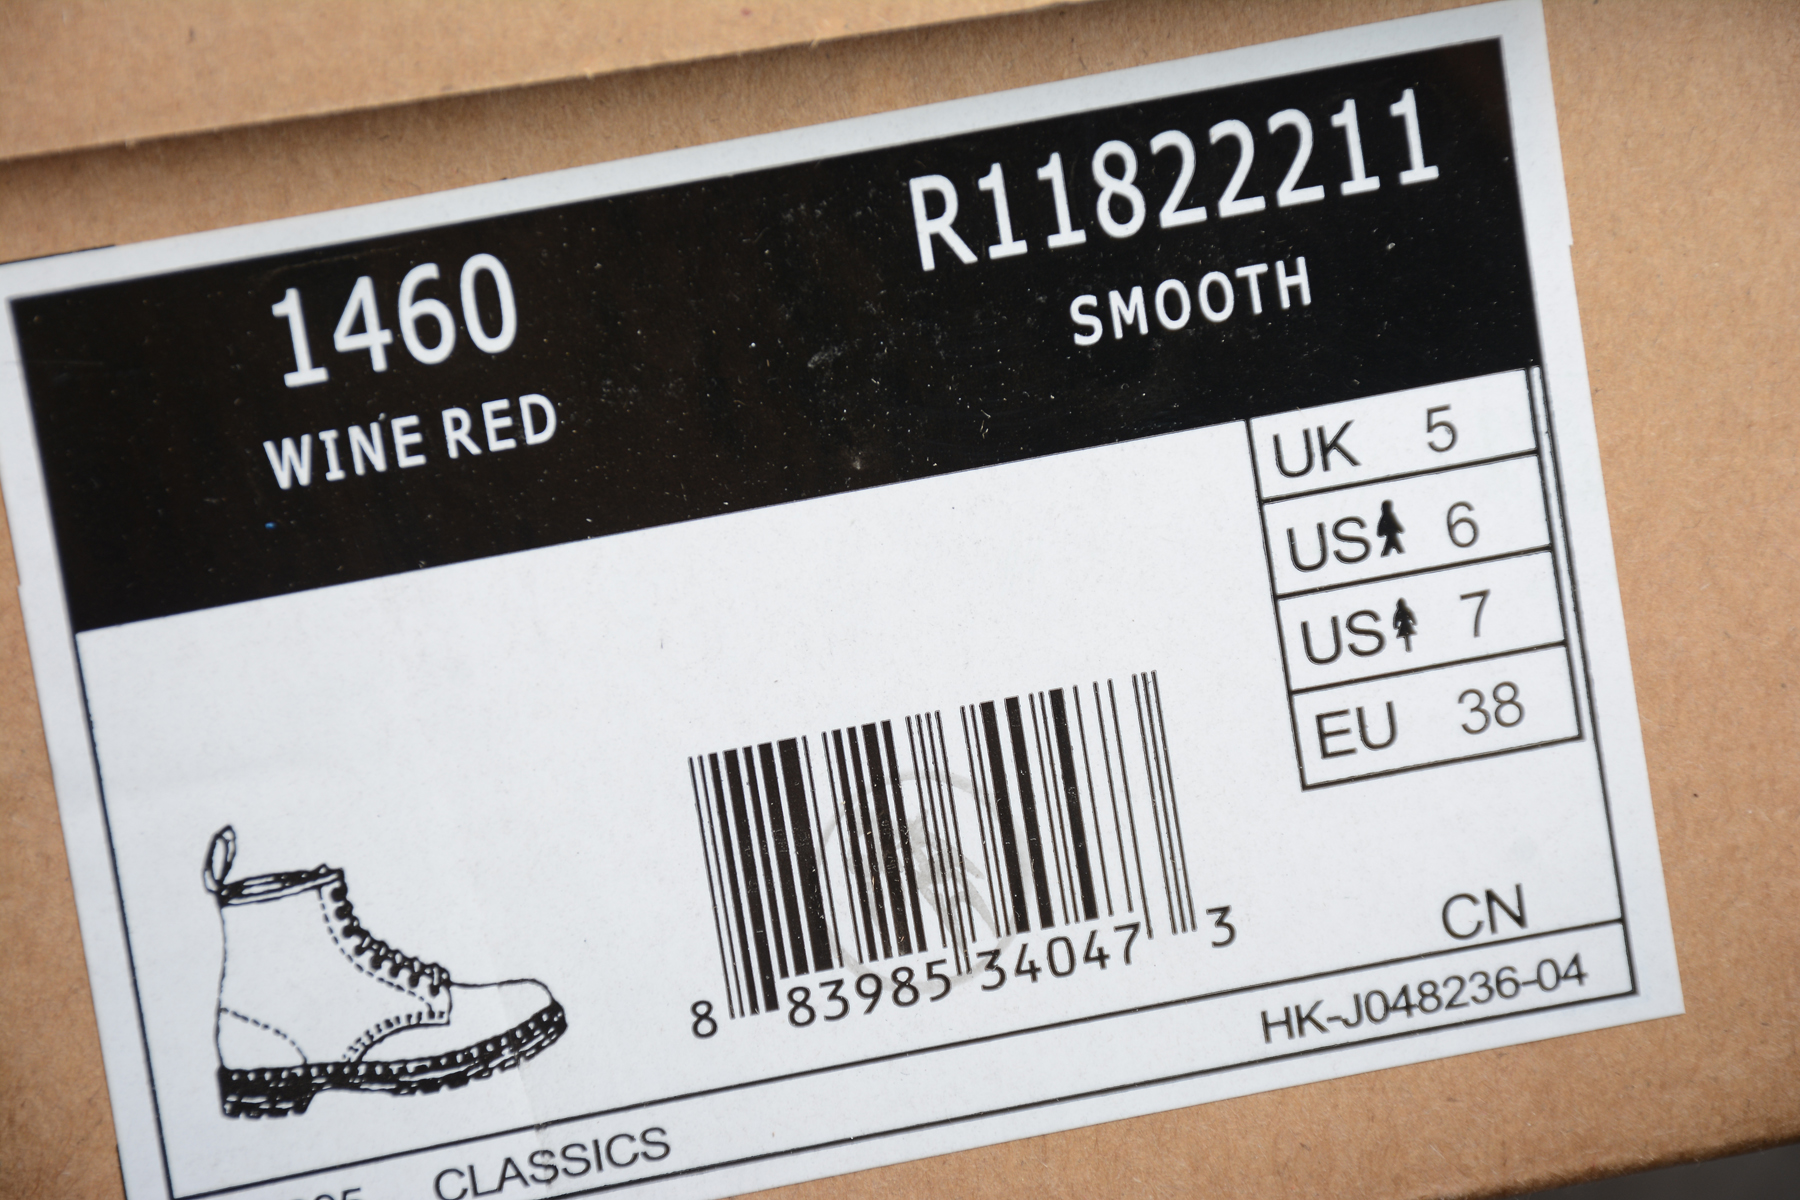 1460
WINE RED
R11822211
SMOOTH
UK 5
US 6
US 7
EU 38
8 83985 34047 3
CN
HK-J048236-04
CLASSICS